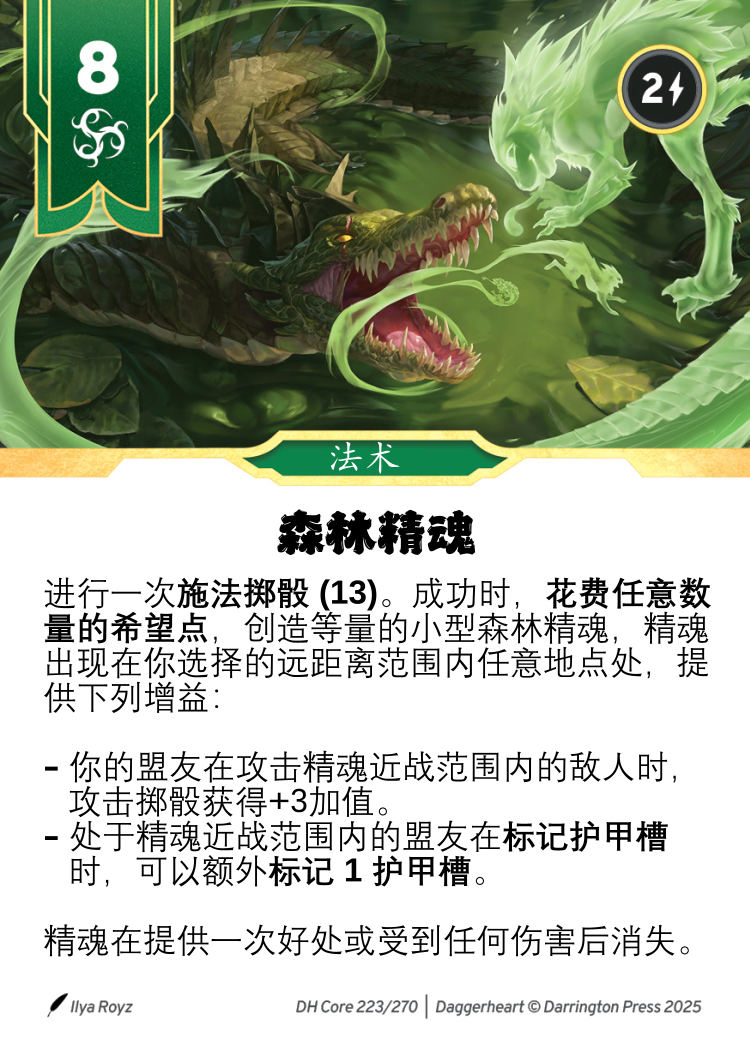 8
2
法术
森林精魂
进行一次施法掷骰 (13)。成功时，花费任意数
量的希望点，创造等量的小型森林精魂，精魂
出现在你选择的远距离范围内任意地点处，提
供下列增益：
- 你的盟友在攻击精魂近战范围内的敌人时，
攻击掷骰获得+3加值。
- 处于精魂近战范围内的盟友在标记护甲槽
时，可以额外标记 1 护甲槽。
精魂在提供一次好处或受到任何伤害后消失。
Ilya Royz
DH Core 223/270 | Daggerheart © Darrington Press 2025